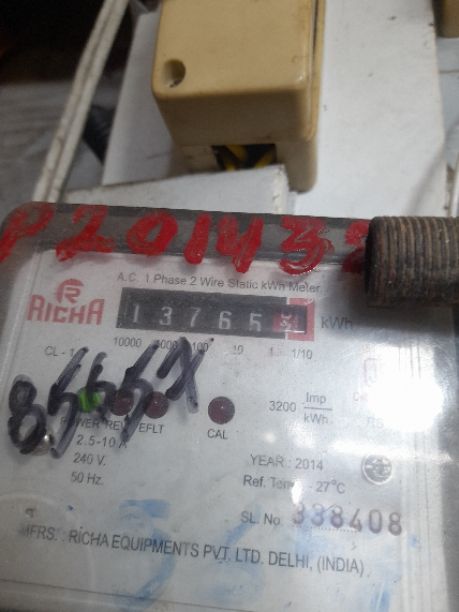 P201438
A.C. 1 Phase 2 Wire Static kWh Meter
RICHA
13765 kWh
CL - 1 10000 1000 100 10 1 1/10
8555X
3200 Imp/kWh
POWER REV EFLT CAL
2.5-10 A
240 V.
50 Hz.
YEAR : 2014
Ref. Temp - 27°C
SL. No. 338408
MFRS. : RICHA EQUIPMENTS PVT. LTD. DELHI, (INDIA)